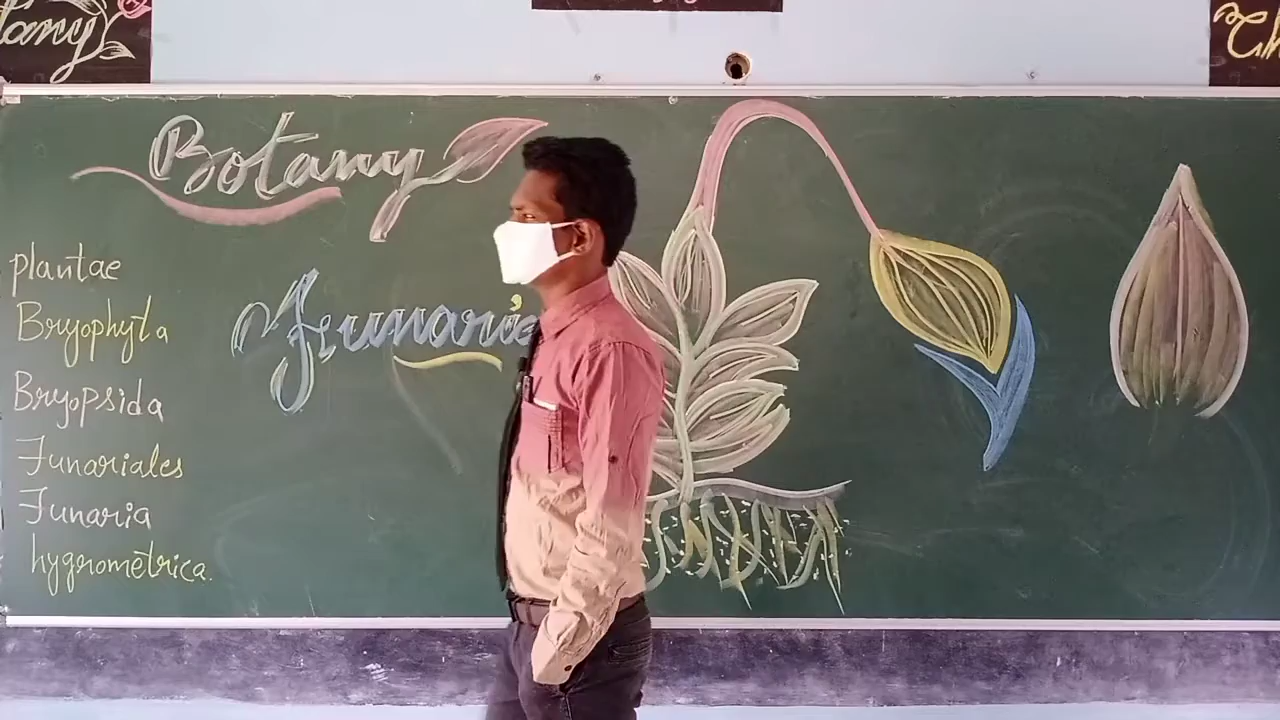 Botany
Funaria
plantae
Bryophyta
Bryopsida
Funariales
Funaria
hygrometrica.